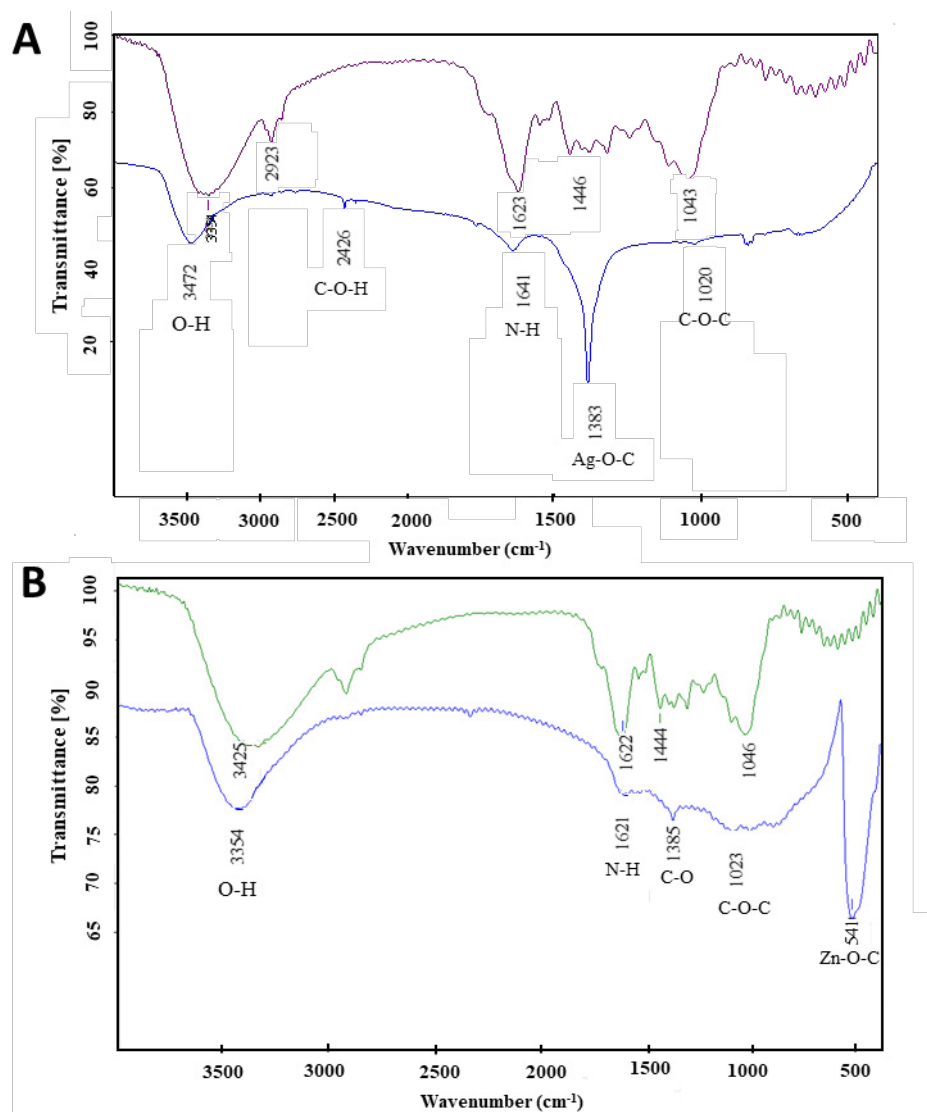 A
Transmittance [%]
100
80
60
40
20
2923
1623
1446
1043
3354
3472
2426
1641
1020
O-H
C-O-H
N-H
C-O-C
1383
Ag-O-C
3500 3000 2500 2000 1500 1000 500
Wavenumber (cm⁻¹)
B
Transmittance [%]
100
95
90
85
80
75
70
65
3425
1622
1444
1046
3354
1621
1385
1023
O-H
N-H
C-O
C-O-C
541
Zn-O-C
3500 3000 2500 2000 1500 1000 500
Wavenumber (cm⁻¹)